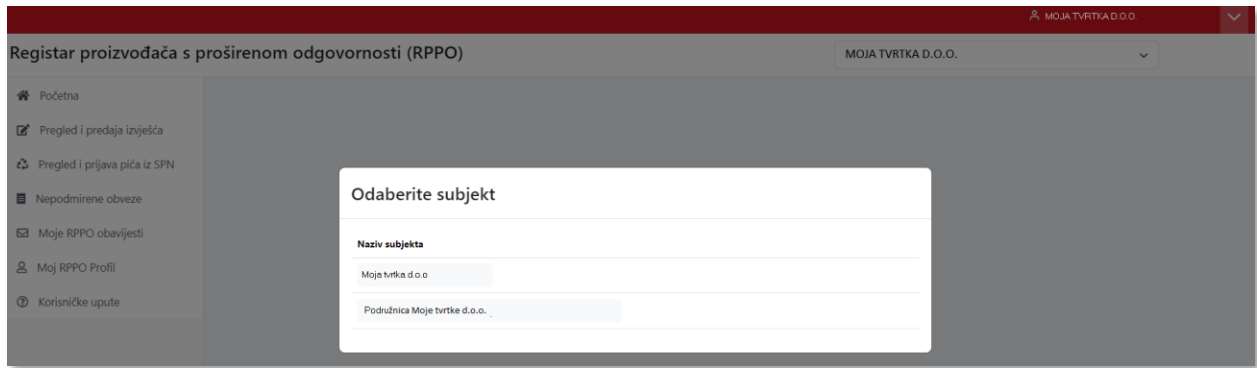 MOJA TVRTKA D.O.O.
Registar proizvođača s proširenom odgovornosti (RPPO)
MOJA TVRTKA D.O.O.
Početna
Pregled i predaja izvješća
Pregled i prijava pića iz SPN
Nepodmirene obveze
Moje RPPO obavijesti
Moj RPPO Profil
Korisničke upute
Odaberite subjekt
Naziv subjekta
Moja tvrtka d.o.o
Podružnica Moje tvrtke d.o.o.